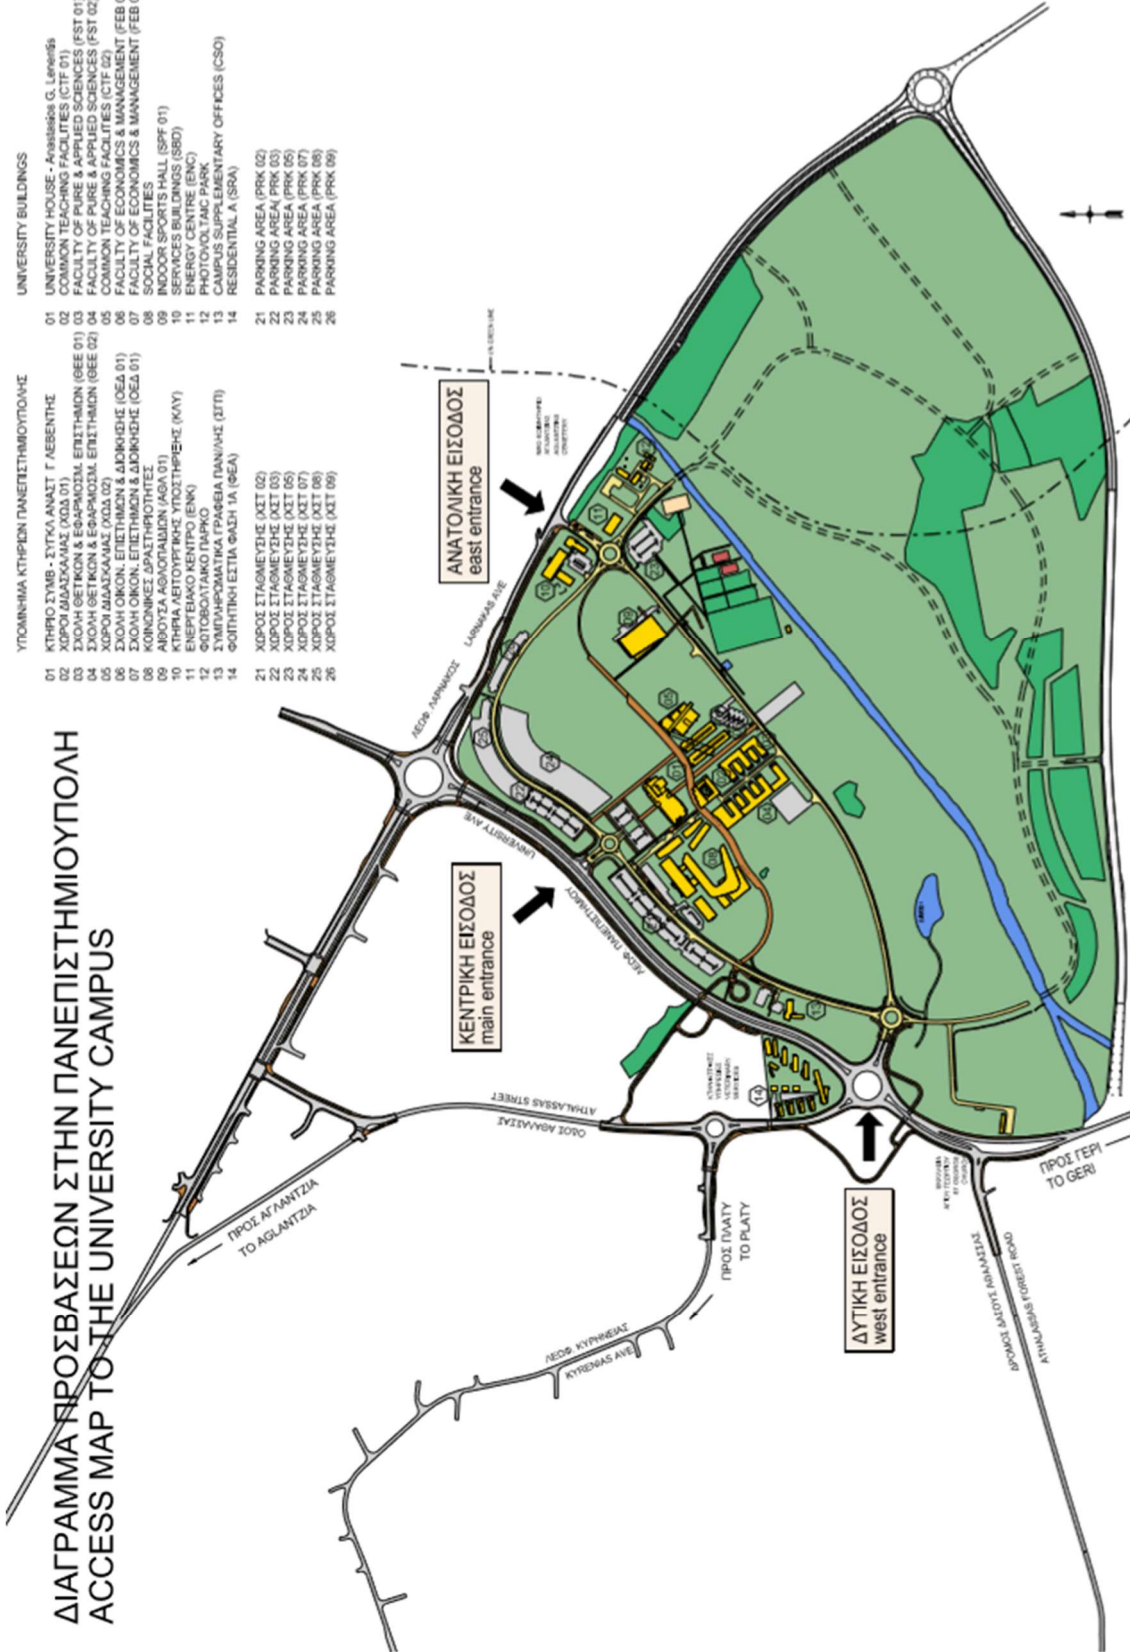 ΔΙΑΓΡΑΜΜΑ ΠΡΟΣΒΑΣΕΩΝ ΣΤΗΝ ΠΑΝΕΠΙΣΤΗΜΙΟΥΠΟΛΗ
ACCESS MAP TO THE UNIVERSITY CAMPUS
ΥΠΟΜΝΗΜΑ ΚΤΗΡΙΩΝ ΠΑΝΕΠΙΣΤΗΜΙΟΥΠΟΛΗΣ
01 ΚΤΗΡΙΟ ΣΥΜΒ - ΣΥΓΚΛ ΑΝΑΣΤ Γ ΛΕΒΕΝΤΗΣ
02 ΧΩΡΟΙ ΔΙΔΑΣΚΑΛΙΑΣ (ΧΩΔ 01)
03 ΣΧΟΛΗ ΘΕΤΙΚΩΝ & ΕΦΑΡΜΟΣΜ. ΕΠΙΣΤΗΜΩΝ (ΘΕΕ 01)
04 ΣΧΟΛΗ ΘΕΤΙΚΩΝ & ΕΦΑΡΜΟΣΜ. ΕΠΙΣΤΗΜΩΝ (ΘΕΕ 02)
05 ΧΩΡΟΙ ΔΙΔΑΣΚΑΛΙΑΣ (ΧΩΔ 02)
06 ΣΧΟΛΗ ΟΙΚΟΝ. ΕΠΙΣΤΗΜΩΝ & ΔΙΟΙΚΗΣΗΣ (ΟΕΔ 01)
07 ΣΧΟΛΗ ΟΙΚΟΝ. ΕΠΙΣΤΗΜΩΝ & ΔΙΟΙΚΗΣΗΣ (ΟΕΔ 01)
08 ΚΟΙΝΩΝΙΚΕΣ ΔΡΑΣΤΗΡΙΟΤΗΤΕΣ
09 ΑΙΘΟΥΣΑ ΑΘΛΟΠΑΙΔΙΩΝ (ΑΘΛ 01)
10 ΚΤΗΡΙΑ ΛΕΙΤΟΥΡΓΙΚΗΣ ΥΠΟΣΤΗΡΙΞΗΣ (ΚΛΥ)
11 ΕΝΕΡΓΕΙΑΚΟ ΚΕΝΤΡΟ (ΕΝΚ)
12 ΦΩΤΟΒΟΛΤΑΙΚΟ ΠΑΡΚΟ
13 ΣΥΜΠΛΗΡΩΜΑΤΙΚΑ ΓΡΑΦΕΙΑ ΠΑΝ/ΛΗΣ (ΣΓΠ)
14 ΦΟΙΤΗΤΙΚΗ ΕΣΤΙΑ ΦΑΣΗ 1Α (ΦΕΑ)
21 ΧΩΡΟΣ ΣΤΑΘΜΕΥΣΗΣ (ΧΣΤ 02)
22 ΧΩΡΟΣ ΣΤΑΘΜΕΥΣΗΣ (ΧΣΤ 03)
23 ΧΩΡΟΣ ΣΤΑΘΜΕΥΣΗΣ (ΧΣΤ 05)
24 ΧΩΡΟΣ ΣΤΑΘΜΕΥΣΗΣ (ΧΣΤ 07)
25 ΧΩΡΟΣ ΣΤΑΘΜΕΥΣΗΣ (ΧΣΤ 08)
26 ΧΩΡΟΣ ΣΤΑΘΜΕΥΣΗΣ (ΧΣΤ 09)
UNIVERSITY BUILDINGS
01 UNIVERSITY HOUSE - Anastasios G. Leventis
02 COMMON TEACHING FACILITIES (CTF 01)
03 FACULTY OF PURE & APPLIED SCIENCES (FST 01)
04 FACULTY OF PURE & APPLIED SCIENCES (FST 02)
05 COMMON TEACHING FACILITIES (CTF 02)
06 FACULTY OF ECONOMICS & MANAGEMENT (FEB
07 FACULTY OF ECONOMICS & MANAGEMENT (FEB
08 SOCIAL FACILITIES
09 INDOOR SPORTS HALL (SPF 01)
10 SERVICES BUILDINGS (SBD)
11 ENERGY CENTRE (ENC)
12 PHOTOVOLTAIC PARK
13 CAMPUS SUPPLEMENTARY OFFICES (CSO)
14 RESIDENTIAL A (SRA)
21 PARKING AREA (PRK 02)
22 PARKING AREA( PRK 03)
23 PARKING AREA (PRK 05)
24 PARKING AREA (PRK 07)
25 PARKING AREA (PRK 08)
26 PARKING AREA (PRK 09)
ΑΝΑΤΟΛΙΚΗ ΕΙΣΟΔΟΣ
east entrance
ΛΕΩΦ. ΛΑΡΝΑΚΟΣ
LARNAKAS AVE
ΚΕΝΤΡΙΚΗ ΕΙΣΟΔΟΣ
main entrance
UNIVERSITY AVE
ΛΕΩΦ. ΠΑΝΕΠΙΣΤΗΜΙΟΥ
ATHALASSAS STREET
ΟΔΟΣ ΑΘΑΛΑΣΣΑΣ
ΠΡΟΣ ΑΓΛΑΝΤΖΙΑ
TO AGLANTZIA
ΠΡΟΣ ΠΛΑΤΥ
TO PLATY
ΛΕΩΦ. ΚΥΡΗΝΕΙΑΣ
KYRENIAS AVE.
14
13
ΔΥΤΙΚΗ ΕΙΣΟΔΟΣ
west entrance
ΠΡΟΣ ΓΕΡΙ
TO GERI
ΔΡΟΜΟΣ ΔΑΣΟΥΣ ΑΘΑΛΑΣΣΑΣ
ATHALASSAS FOREST ROAD